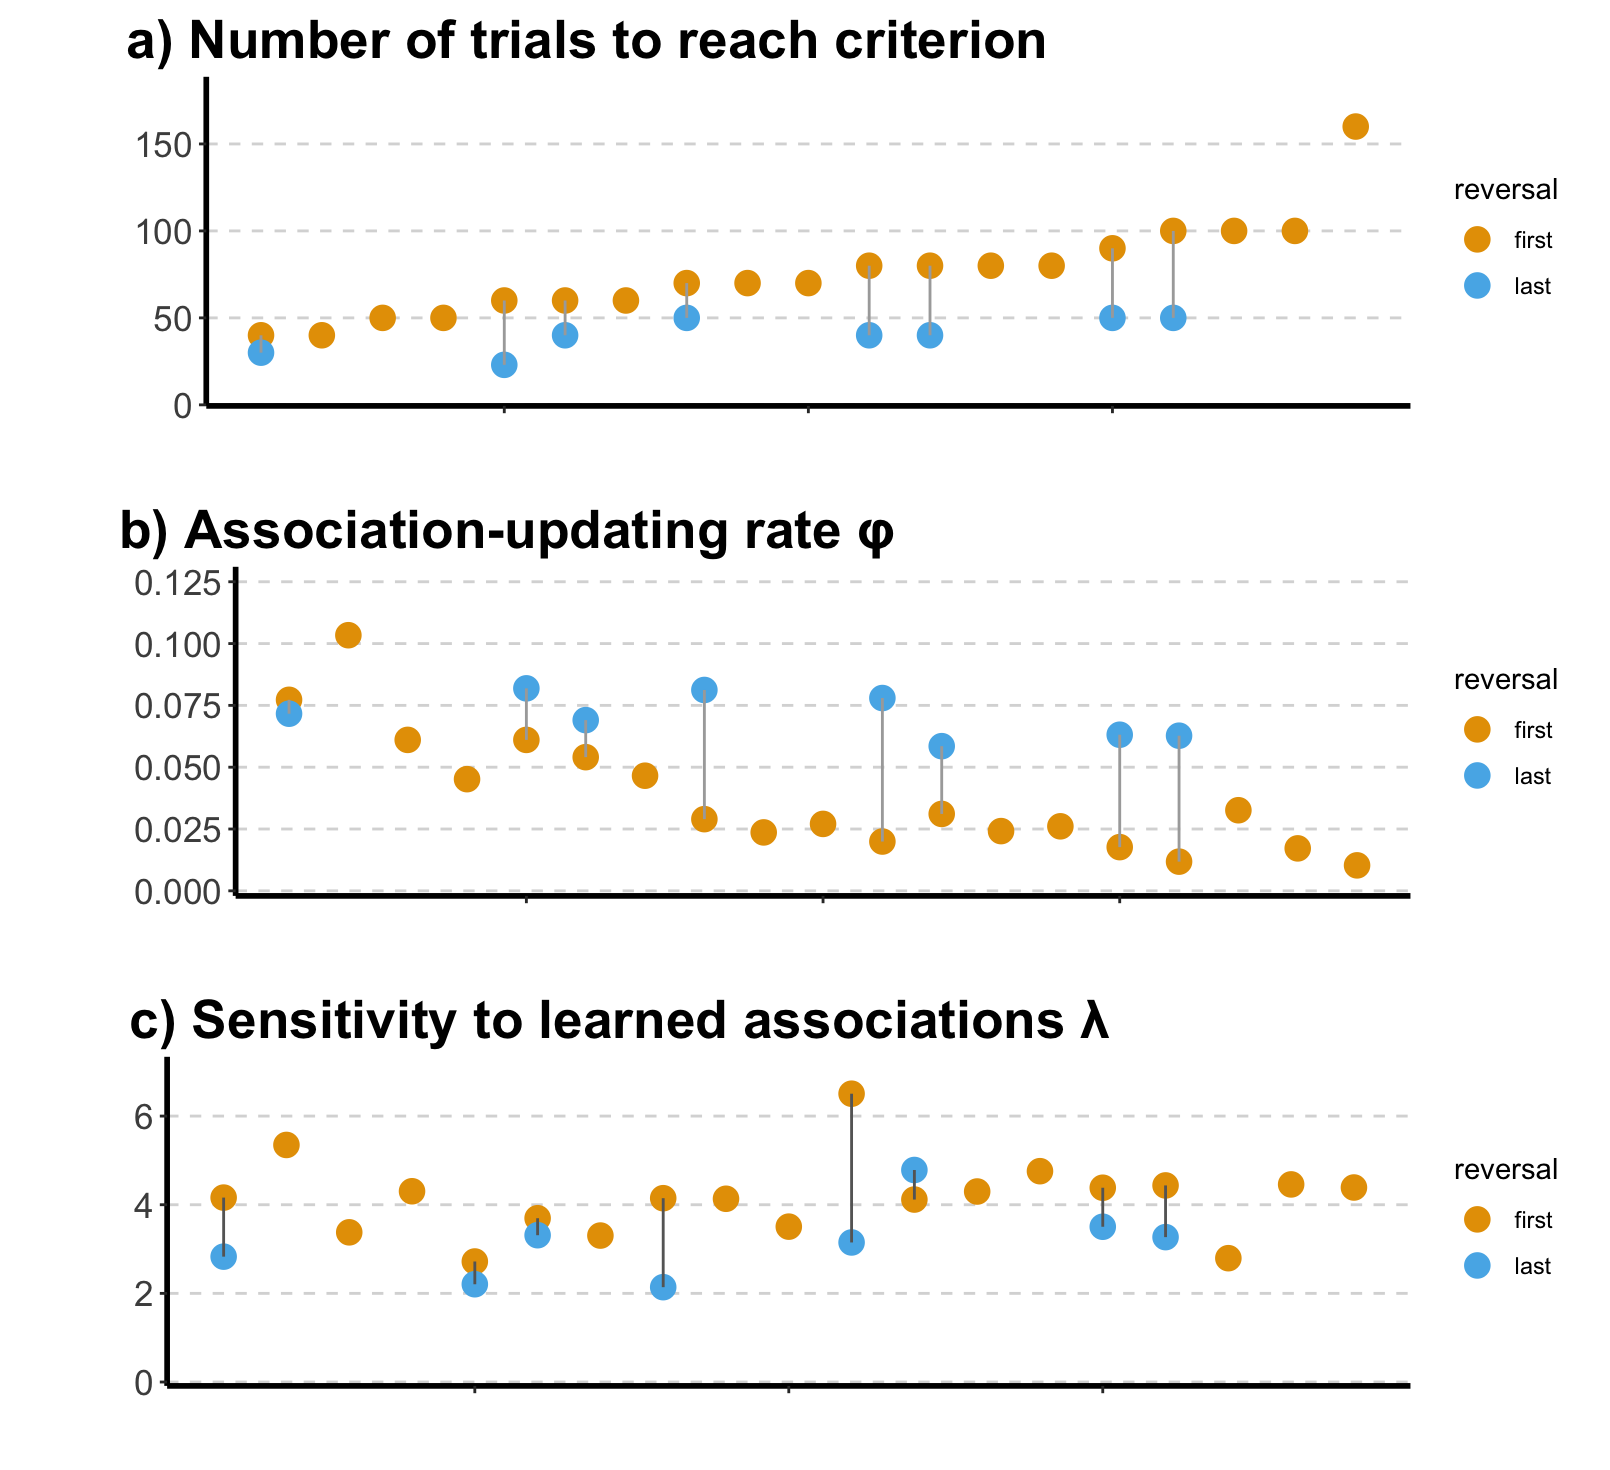 a) Number of trials to reach criterion
150
100
50
0
reversal
first
last
b) Association-updating rate φ
0.125
0.100
0.075
0.050
0.025
0.000
reversal
first
last
c) Sensitivity to learned associations λ
6
4
2
0
reversal
first
last